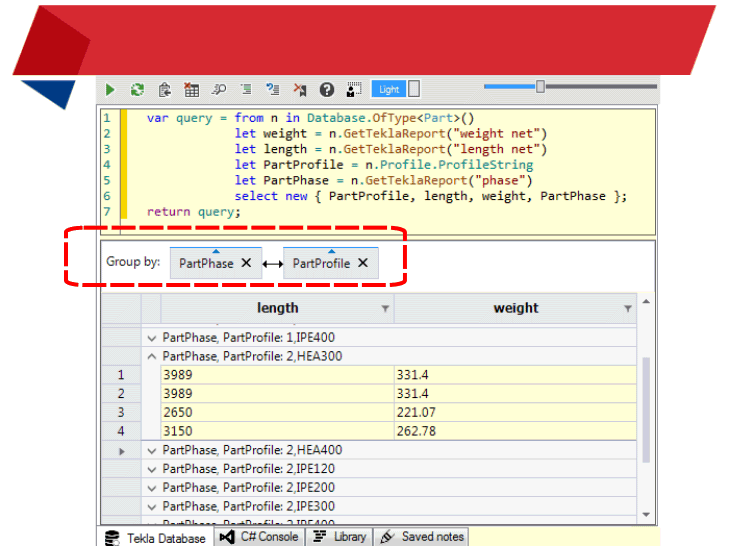 Light
1 var query = from n in Database.OfType<Part>()
2 let weight = n.GetTeklaReport("weight net")
3 let length = n.GetTeklaReport("length net")
4 let PartProfile = n.Profile.ProfileString
5 let PartPhase = n.GetTeklaReport("phase")
6 select new { PartProfile, length, weight, PartPhase };
7 return query;
Group by: PartPhase X PartProfile X
length weight
PartPhase, PartProfile: 1,IPE400
PartPhase, PartProfile: 2,HEA300
1 3989 331.4
2 3989 331.4
3 2650 221.07
4 3150 262.78
PartPhase, PartProfile: 2,HEA400
PartPhase, PartProfile: 2,IPE120
PartPhase, PartProfile: 2,IPE200
PartPhase, PartProfile: 2,IPE300
PartPhase, PartProfile: 2,IPE400
Tekla Database C# Console Library Saved notes